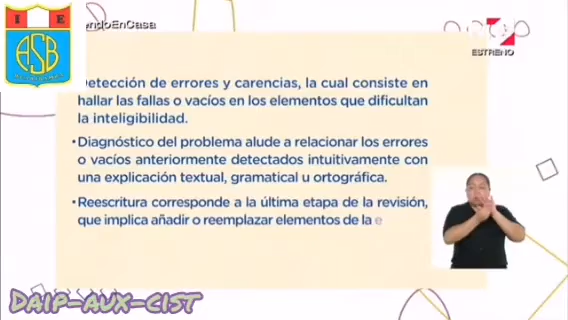 I E
ASB
endoEnCasa
ESTRENO
Detección de errores y carencias, la cual consiste en
hallar las fallas o vacíos en los elementos que dificultan
la inteligibilidad.
•Diagnóstico del problema alude a relacionar los errores
o vacíos anteriormente detectados intuitivamente con
una explicación textual, gramatical u ortográfica.
•Reescritura corresponde a la última etapa de la revisión,
que implica añadir o reemplazar elementos de la e
Daip-aux-cist